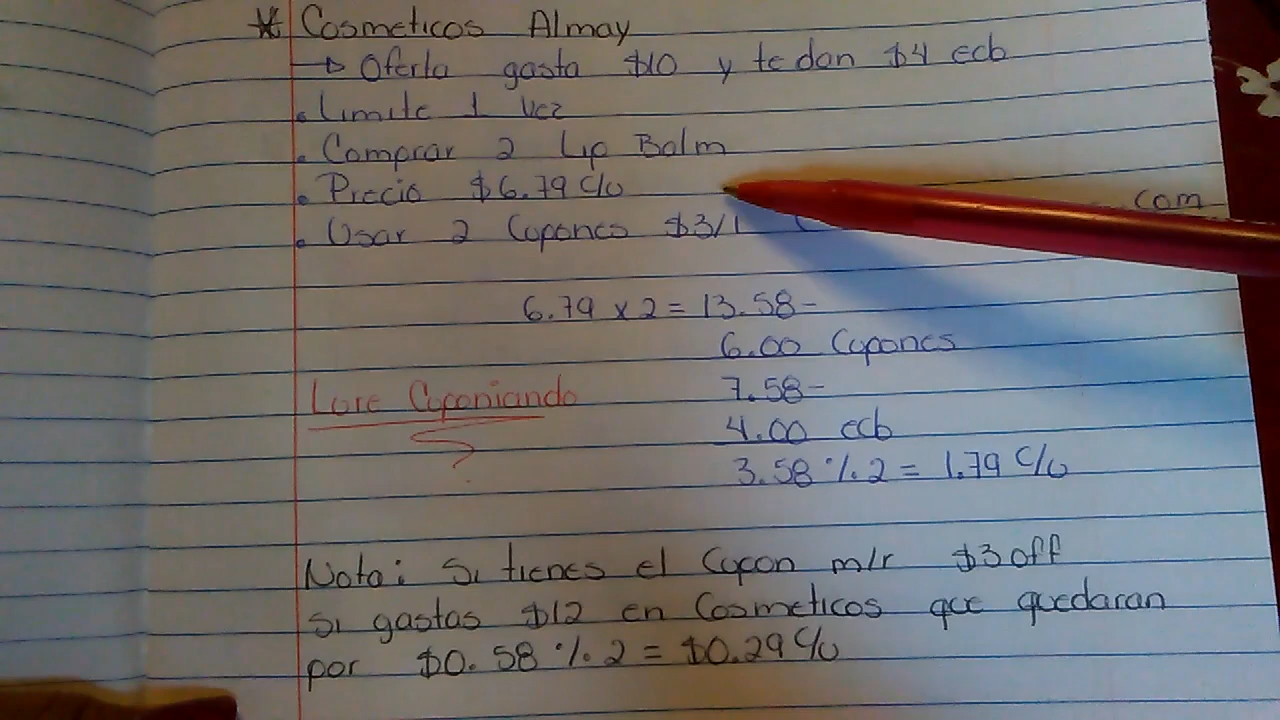 * Cosmeticos Almay
→ Oferta gasta $10 y te dan $4 ecb
. Limite 1 vez
. Comprar 2 Lip Balm
. Precio $6.79 c/u
. Usar 2 Cupones $3/1 ( com
6.79 x 2 = 13.58 -
6.00 Cupones
7.58 -
Lore Cuponiando
4.00 ecb
3.58 ٪ 2 = 1.79 c/u
Nota: Si tienes el Cupon m/r $3 off
si gastas $12 en Cosmeticos que quedaran
por $0.58 ٪ 2 = $0.29 c/u